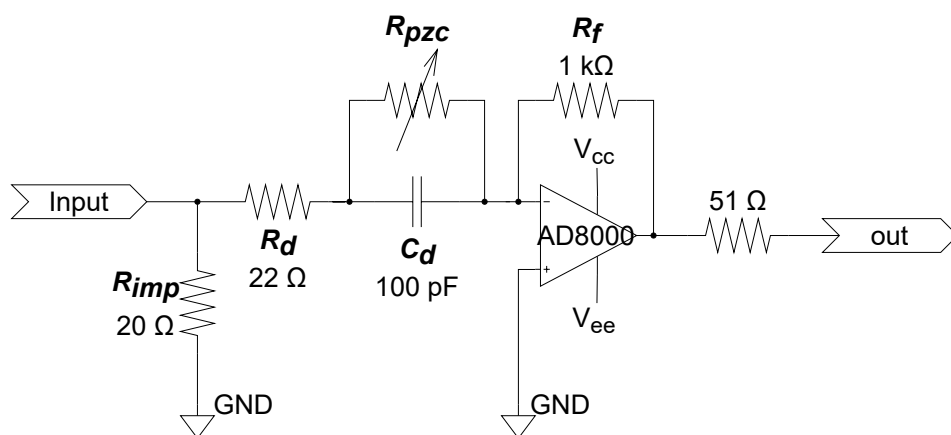 Rpzc
Rf
1 kΩ
Vcc
Input
51 Ω
AD8000
out
Rd
22 Ω
Cd
100 pF
Rimp
20 Ω
Vee
GND
GND